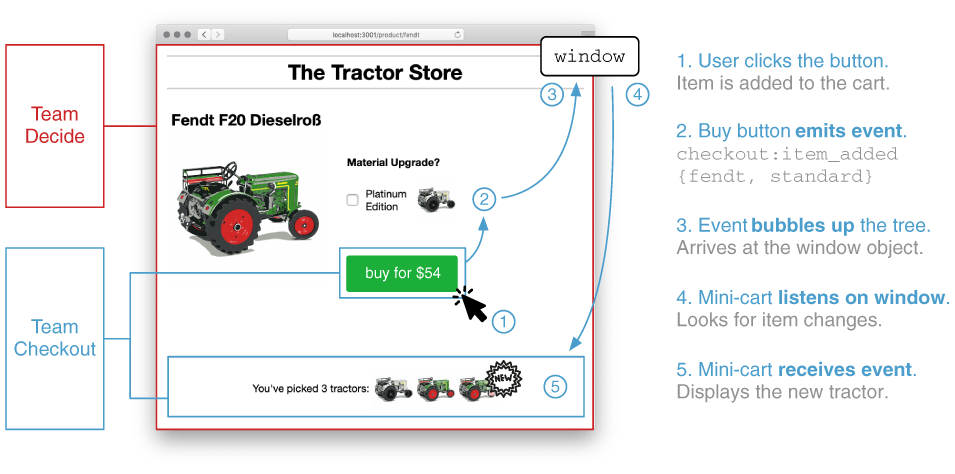 localhost:3001/product/fendt
window
The Tractor Store
3
4
Team
Decide
Fendt F20 Dieselroß
Material Upgrade?
Platinum
Edition
2
buy for $54
1
Team
Checkout
You've picked 3 tractors:
NEW
5
1. User clicks the button.
Item is added to the cart.
2. Buy button emits event.
checkout:item_added
{fendt, standard}
3. Event bubbles up the tree.
Arrives at the window object.
4. Mini-cart listens on window.
Looks for item changes.
5. Mini-cart receives event.
Displays the new tractor.